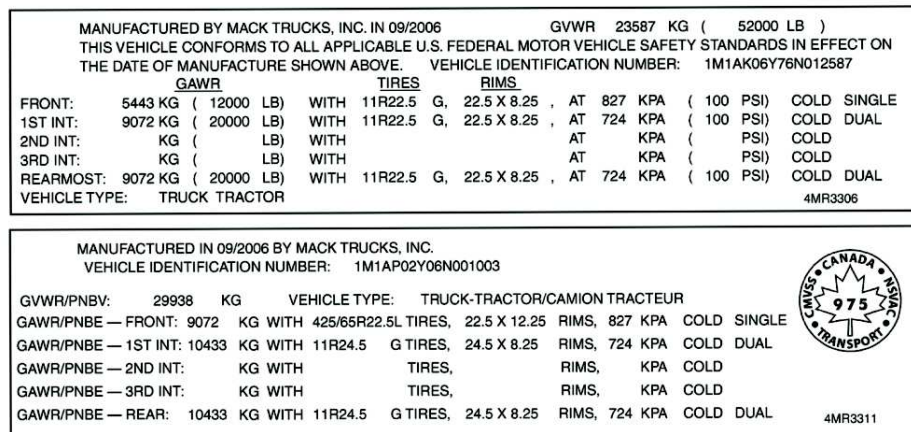 MANUFACTURED BY MACK TRUCKS, INC. IN 09/2006 GVWR 23587 KG ( 52000 LB )
THIS VEHICLE CONFORMS TO ALL APPLICABLE U.S. FEDERAL MOTOR VEHICLE SAFETY STANDARDS IN EFFECT ON
THE DATE OF MANUFACTURE SHOWN ABOVE. VEHICLE IDENTIFICATION NUMBER: 1M1AK06Y76N012587
GAWR TIRES RIMS
FRONT: 5443 KG ( 12000 LB) WITH 11R22.5 G, 22.5 X 8.25 , AT 827 KPA ( 100 PSI) COLD SINGLE
1ST INT: 9072 KG ( 20000 LB) WITH 11R22.5 G, 22.5 X 8.25 , AT 724 KPA ( 100 PSI) COLD DUAL
2ND INT: KG ( LB) WITH AT KPA ( PSI) COLD
3RD INT: KG ( LB) WITH AT KPA ( PSI) COLD
REARMOST: 9072 KG ( 20000 LB) WITH 11R22.5 G, 22.5 X 8.25 , AT 724 KPA ( 100 PSI) COLD DUAL
VEHICLE TYPE: TRUCK TRACTOR 4MR3306
MANUFACTURED IN 09/2006 BY MACK TRUCKS, INC.
VEHICLE IDENTIFICATION NUMBER: 1M1AP02Y06N001003
GVWR/PNBV: 29938 KG VEHICLE TYPE: TRUCK-TRACTOR/CAMION TRACTEUR
GAWR/PNBE — FRONT: 9072 KG WITH 425/65R22.5L TIRES, 22.5 X 12.25 RIMS, 827 KPA COLD SINGLE
GAWR/PNBE — 1ST INT: 10433 KG WITH 11R24.5 G TIRES, 24.5 X 8.25 RIMS, 724 KPA COLD DUAL
GAWR/PNBE — 2ND INT: KG WITH TIRES, RIMS, KPA COLD
GAWR/PNBE — 3RD INT: KG WITH TIRES, RIMS, KPA COLD
GAWR/PNBE — REAR: 10433 KG WITH 11R24.5 G TIRES, 24.5 X 8.25 RIMS, 724 KPA COLD DUAL
4MR3311
CMVSS • CANADA • NSVAC • TRANSPORT •
975